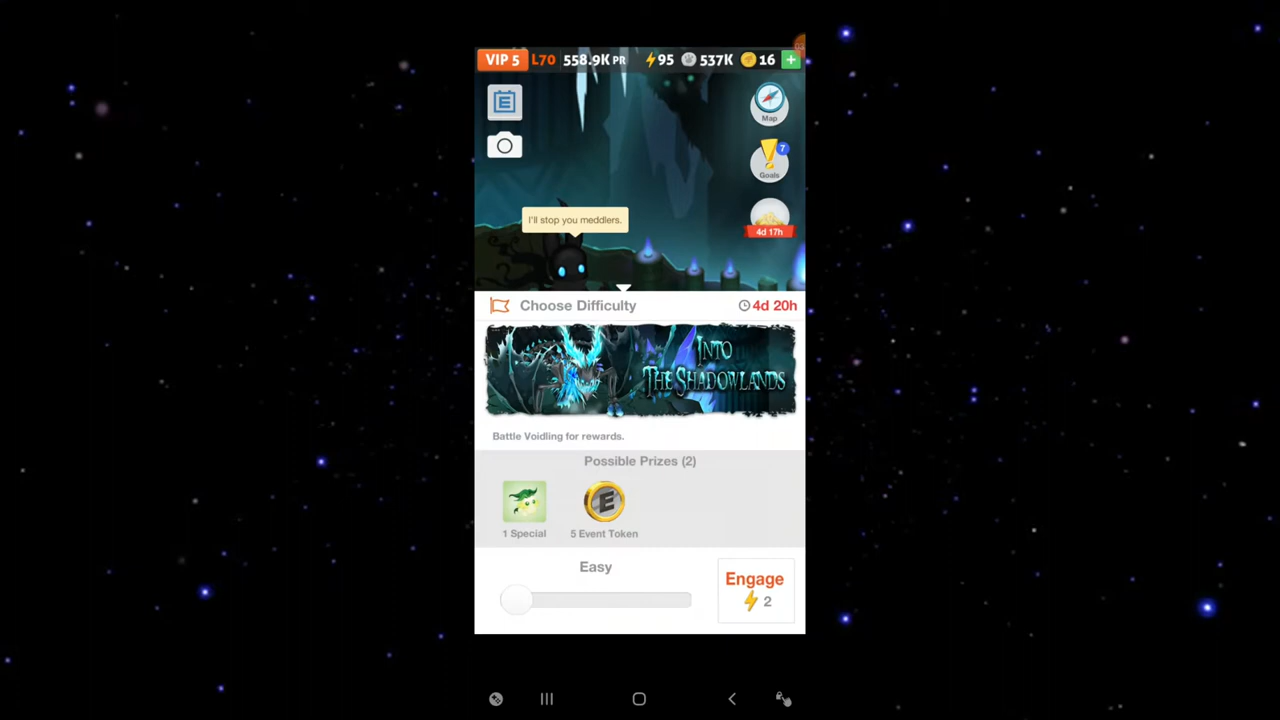 VIP 5 L70 558.9K PR 95 537K 16 +
E
Map
7
Goals
I'll stop you meddlers.
4d 17h
Choose Difficulty 4d 20h
INTO
THE SHADOWLANDS
Battle Voidling for rewards.
Possible Prizes (2)
E
1 Special 5 Event Token
Easy
Engage
2